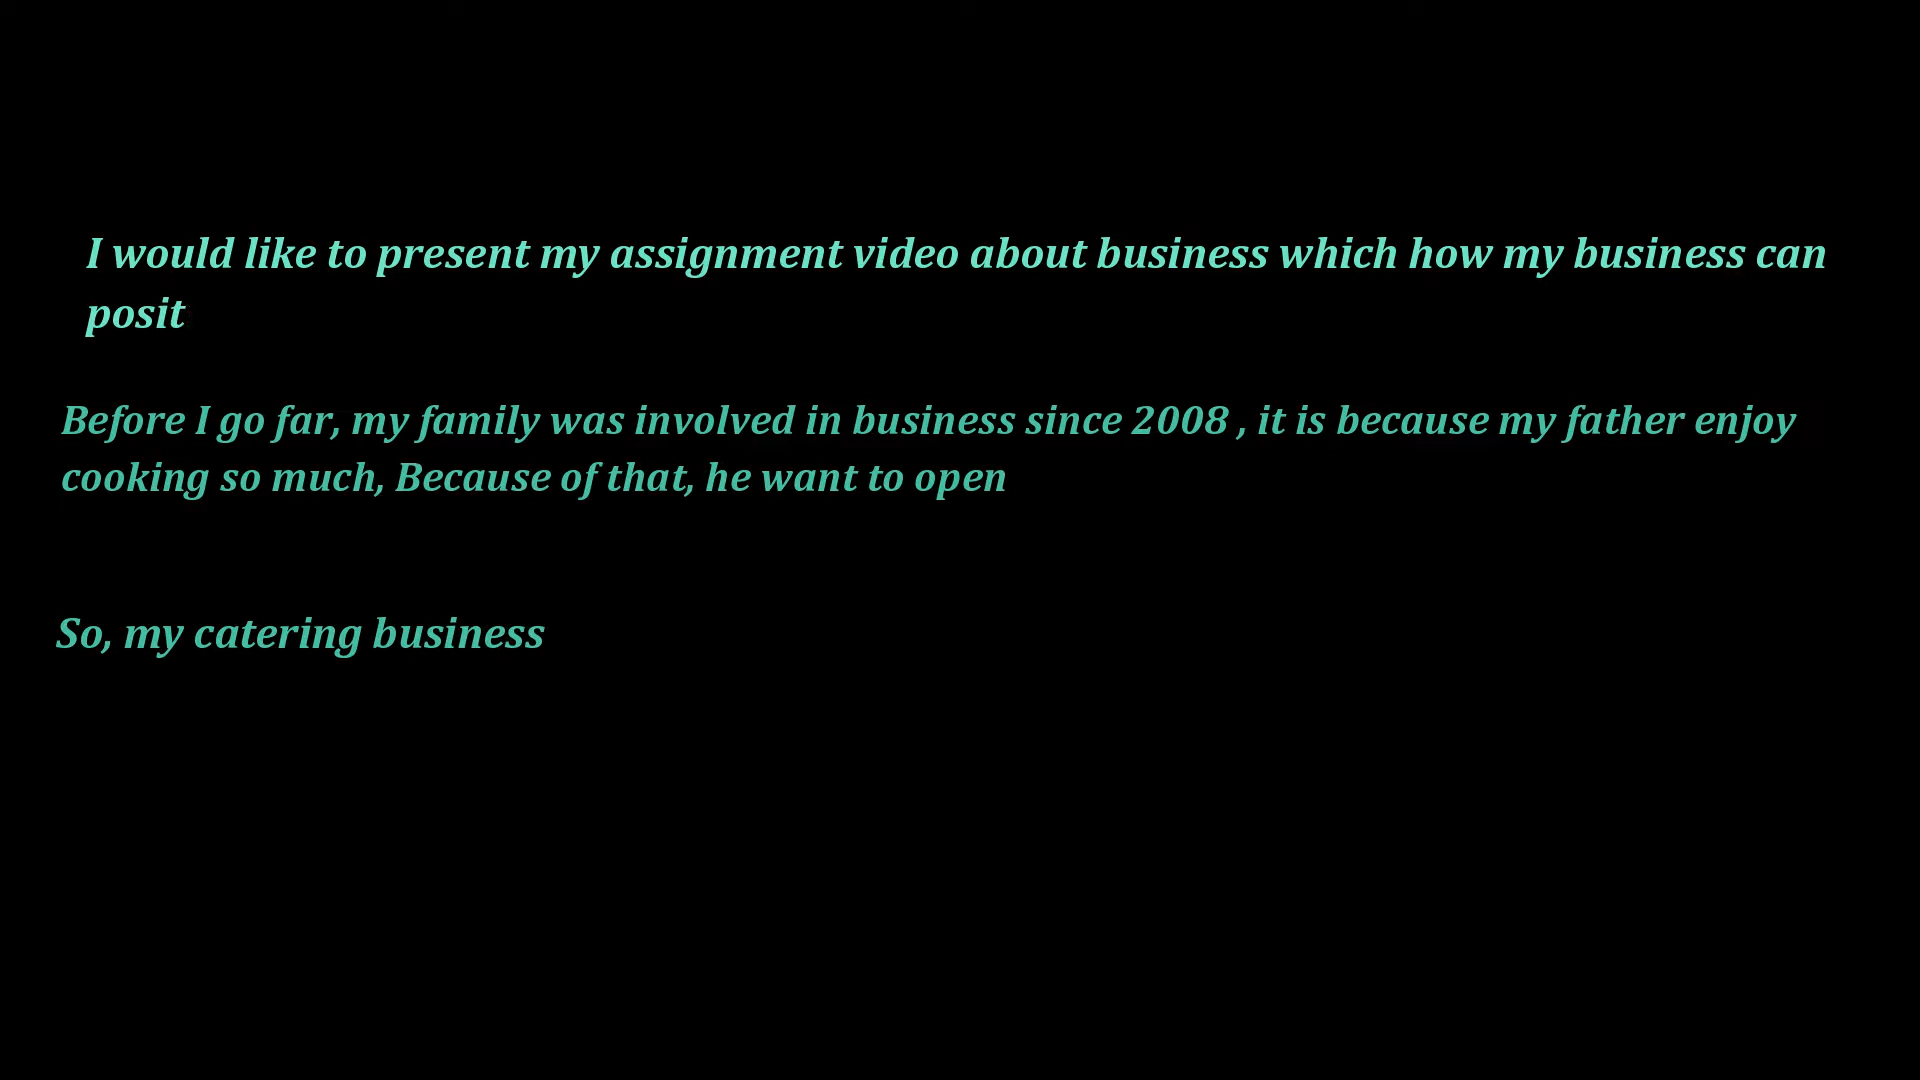 I would like to present my assignment video about business which how my business can
posit
Before I go far, my family was involved in business since 2008 , it is because my father enjoy
cooking so much, Because of that, he want to open
So, my catering business